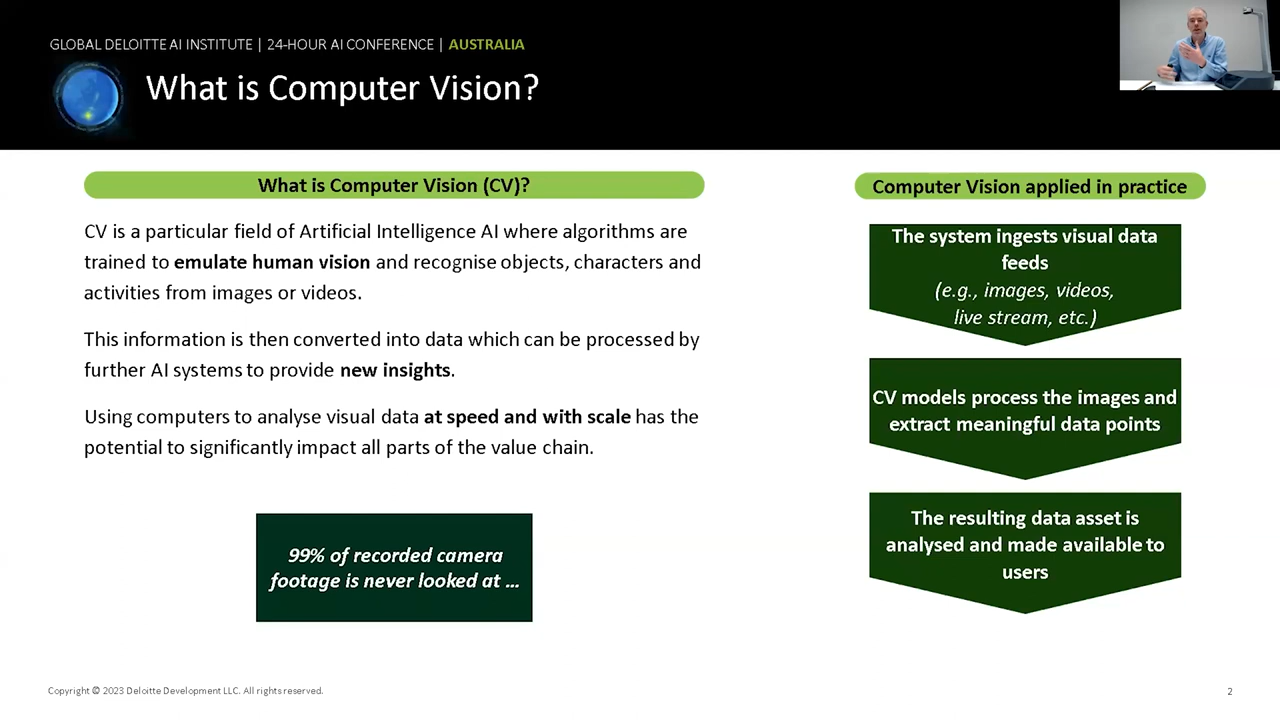 GLOBAL DELOITTE AI INSTITUTE | 24-HOUR AI CONFERENCE | AUSTRALIA
What is Computer Vision?
What is Computer Vision (CV)?
CV is a particular field of Artificial Intelligence AI where algorithms are
trained to emulate human vision and recognise objects, characters and
activities from images or videos.
This information is then converted into data which can be processed by
further AI systems to provide new insights.
Using computers to analyse visual data at speed and with scale has the
potential to significantly impact all parts of the value chain.
99% of recorded camera
footage is never looked at ...
Computer Vision applied in practice
The system ingests visual data
feeds
(e.g., images, videos,
live stream, etc.)
CV models process the images and
extract meaningful data points
The resulting data asset is
analysed and made available to
users
Copyright © 2023 Deloitte Development LLC. All rights reserved.
2